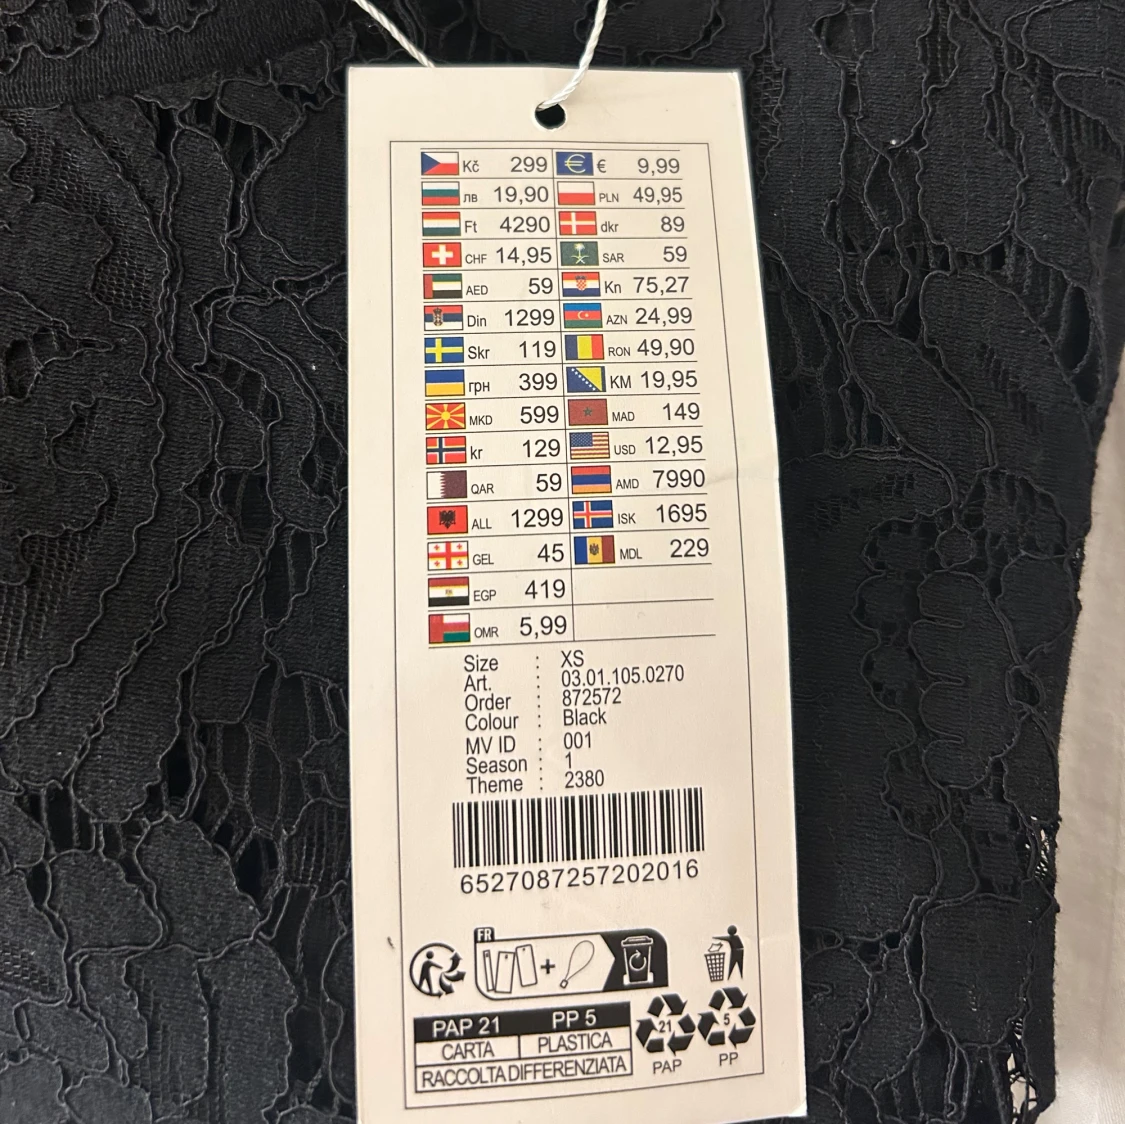 Kč 299 € 9,99
лв 19,90 PLN 49,95
Ft 4290 dkr 89
CHF 14,95 SAR 59
AED 59 Kn 75,27
Din 1299 AZN 24,99
Skr 119 RON 49,90
грн 399 KM 19,95
MKD 599 MAD 149
kr 129 USD 12,95
QAR 59 AMD 7990
ALL 1299 ISK 1695
GEL 45 MDL 229
EGP 419
OMR 5,99
Size : XS
Art. : 03.01.105.0270
Order : 872572
Colour : Black
MV ID : 001
Season : 1
Theme : 2380
6527087257202016
FR
+
PAP 21 PP 5
CARTA PLASTICA
RACCOLTA DIFFERENZIATA
21 5
PAP PP